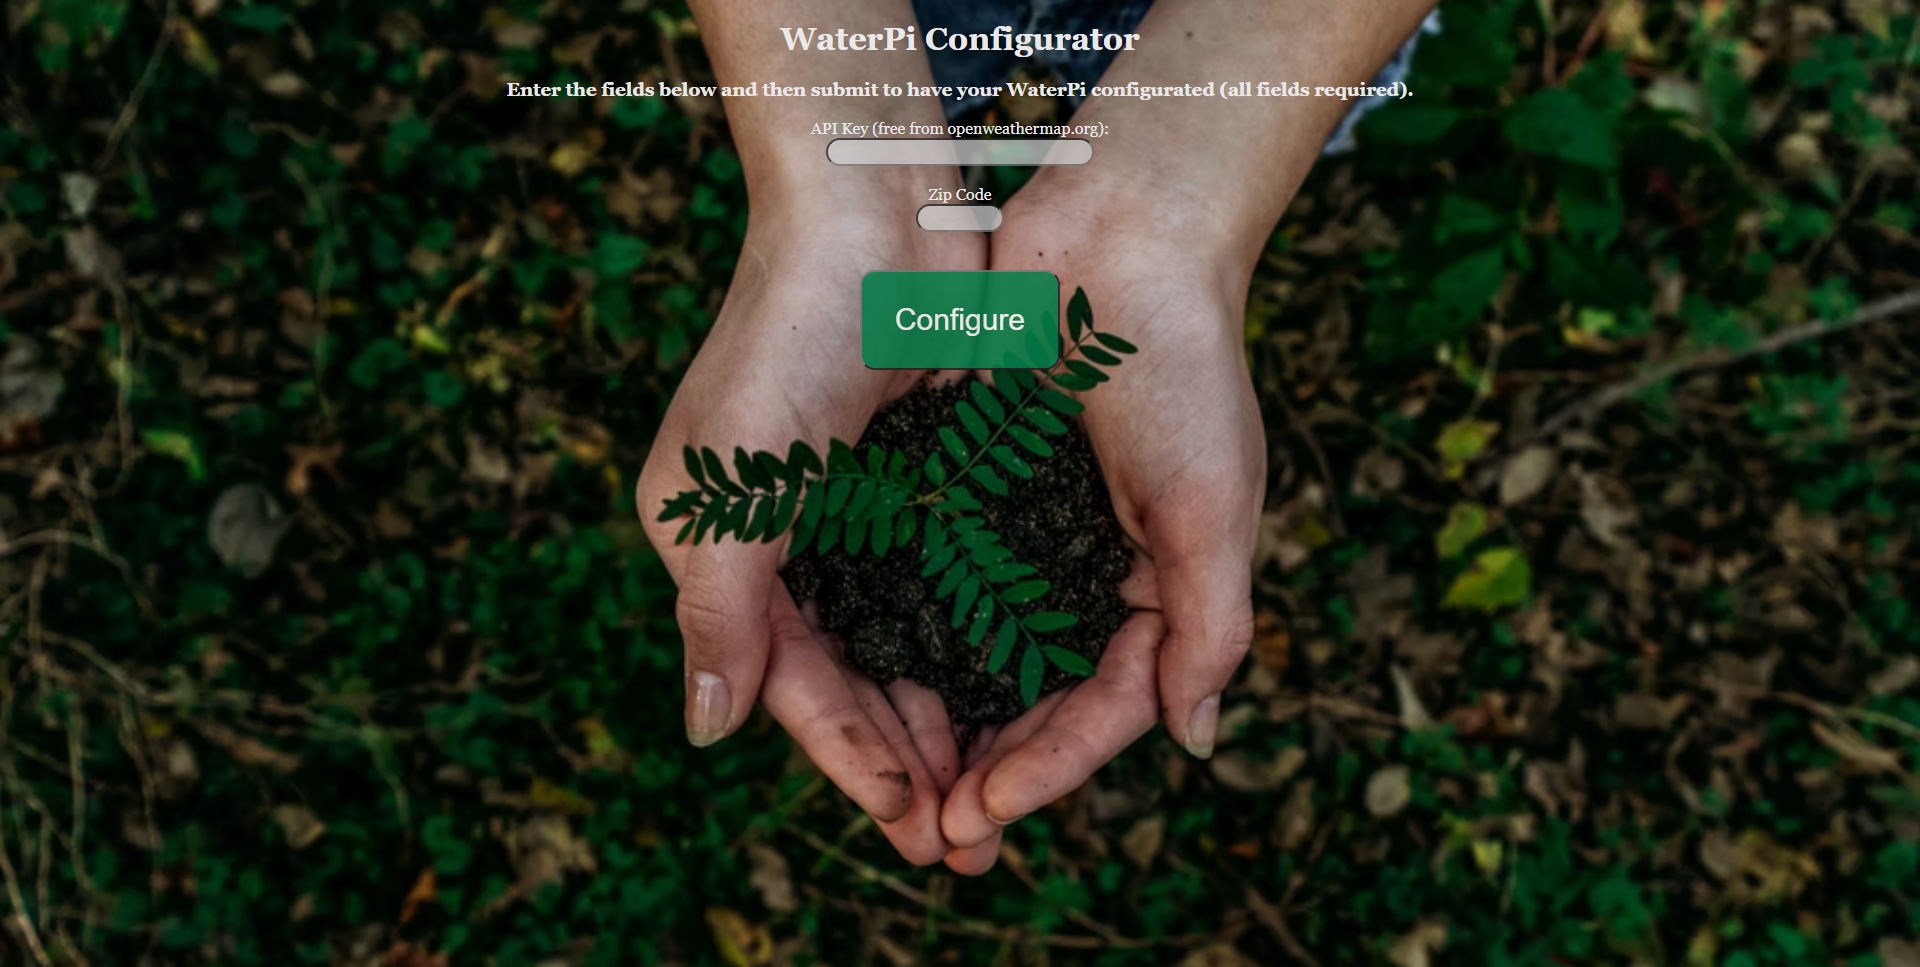 WaterPi Configurator
Enter the fields below and then submit to have your WaterPi configurated (all fields required).
API Key (free from openweathermap.org):
Zip Code
Configure